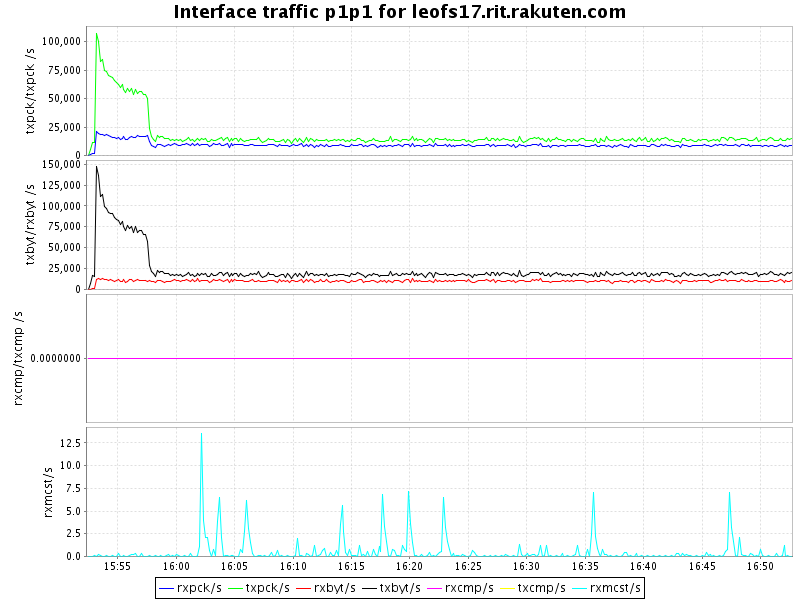 Interface traffic p1p1 for leofs17.rit.rakuten.com
txpck/txpck /s
100,000
75,000
50,000
25,000
0
txbyt/rxbyt /s
150,000
125,000
100,000
75,000
50,000
25,000
0
rxcmp/txcmp /s
0.0000000
rxmcst/s
12.5
10.0
7.5
5.0
2.5
0.0
15:55 16:00 16:05 16:10 16:15 16:20 16:25 16:30 16:35 16:40 16:45 16:50
rxpck/s txpck/s rxbyt/s txbyt/s rxcmp/s txcmp/s rxmcst/s